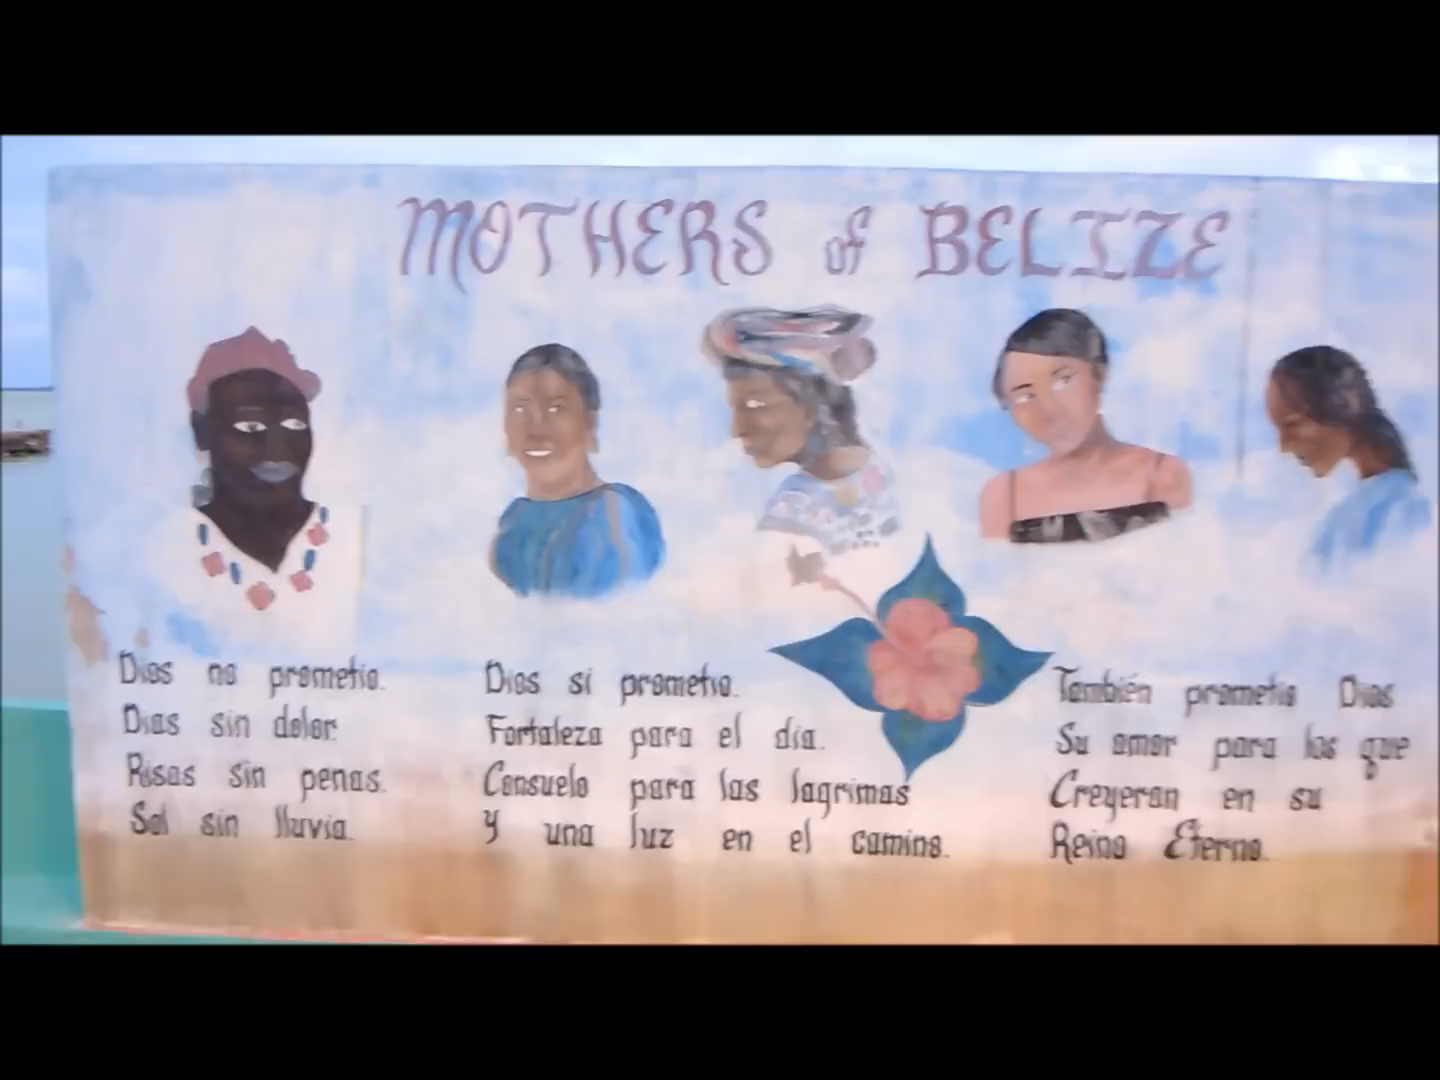 MOTHERS of BELIZE
Dios no prometio.
Dias sin dolor.
Risas sin penas.
Sol sin lluvia.
Dios si prometio.
Fortaleza para el dia.
Consuelo para las lagrimas
y una luz en el camino.
También prometio Dios
Su amor para los que
Creyeran en su
Reino Eterno.